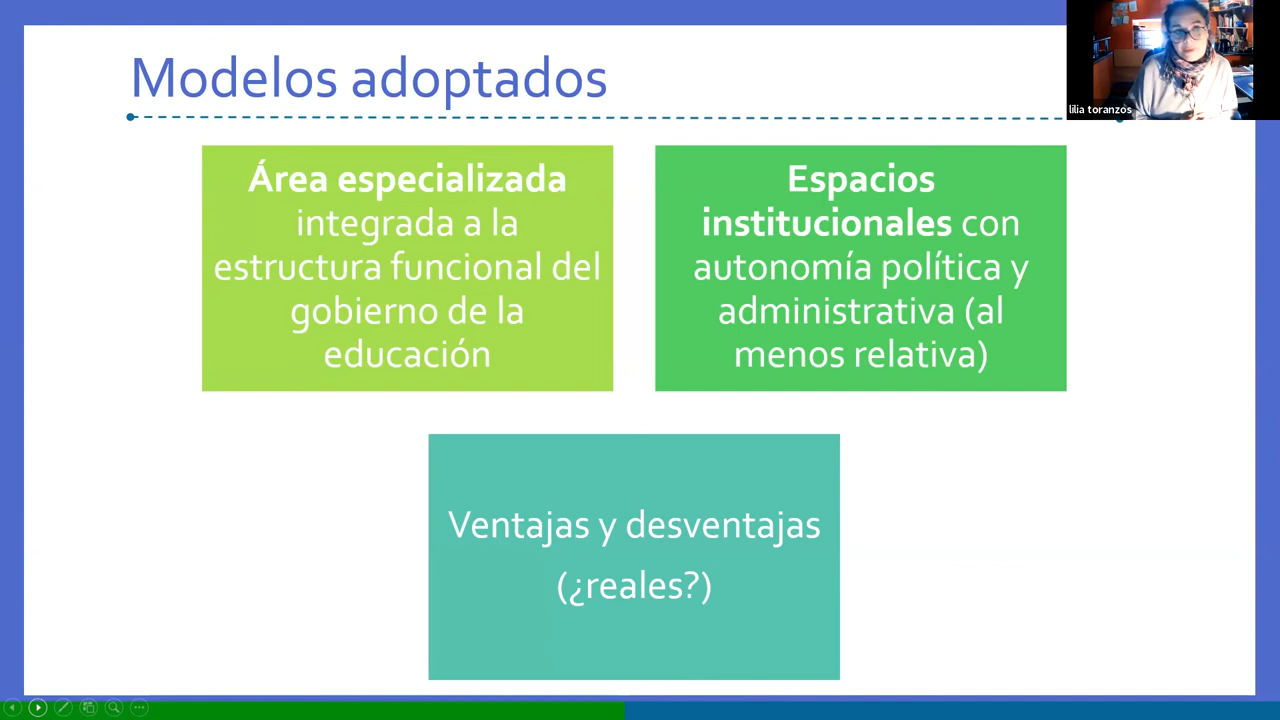 Modelos adoptados
lilia toranzos
Área especializada
integrada a la
estructura funcional del
gobierno de la
educación
Espacios
institucionales con
autonomía política y
administrativa (al
menos relativa)
Ventajas y desventajas
(¿reales?)